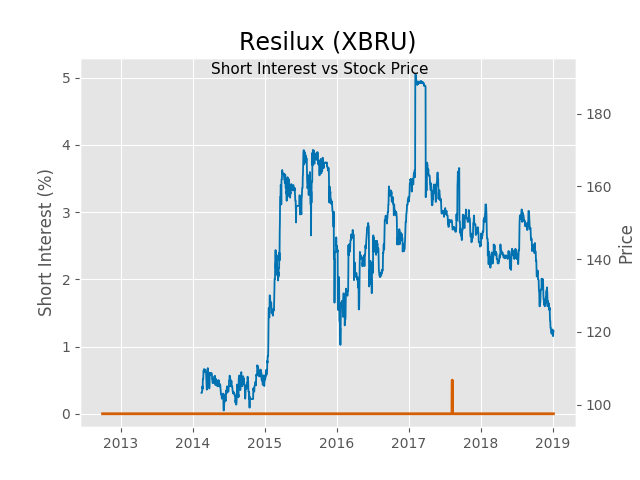 Resilux (XBRU)
Short Interest vs Stock Price
Short Interest (%)
5
4
3
2
1
0
180
160
140
120
100
Price
2013 2014 2015 2016 2017 2018 2019